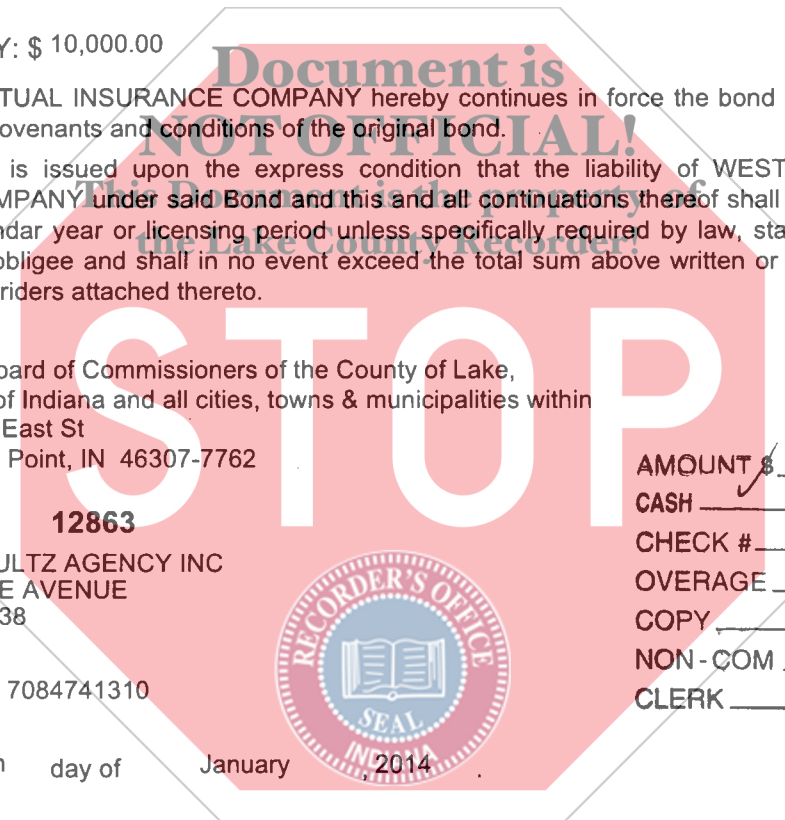 Y: $ 10,000.00
Document is
TUAL INSURANCE COMPANY hereby continues in force the bond
ovenants and conditions of the original bond.
NOT OFFICIAL!
is issued upon the express condition that the liability of WEST
MPANY under said Bond and this and all continuations thereof shall
This Document is the property of
ndar year or licensing period unless specifically required by law, sta
the Lake County Recorder!
obligee and shall in no event exceed the total sum above written or
riders attached thereto.
STOP
oard of Commissioners of the County of Lake,
of Indiana and all cities, towns & municipalities within
East St
Point, IN 46307-7762
12863
ULTZ AGENCY INC
E AVENUE
38
7084741310
AMOUNT $
CASH
CHECK #
OVERAGE
COPY
NON-COM
CLERK
RECORDER'S OFFICE
SEAL
INDIANA
day of January , 2014 .